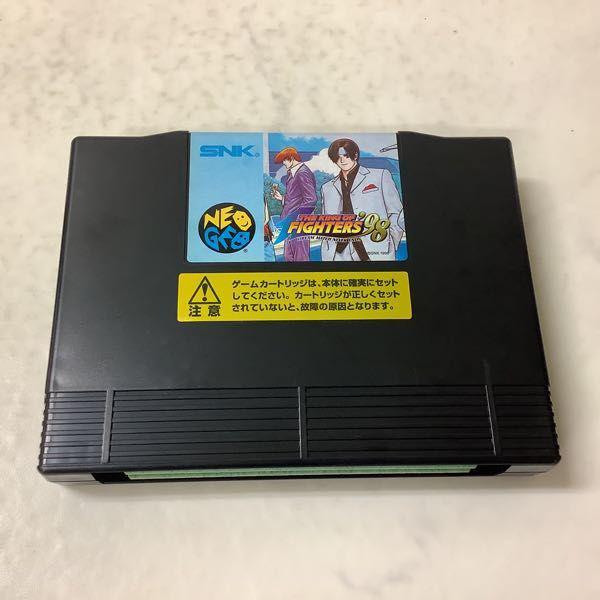 SNK®
NEO
GEO
THE KING OF
FIGHTERS'98
©SNK 1998
注意
ゲームカートリッジは、本体に確実にセット
してください。カートリッジが正しくセット
されていないと、故障の原因となります。